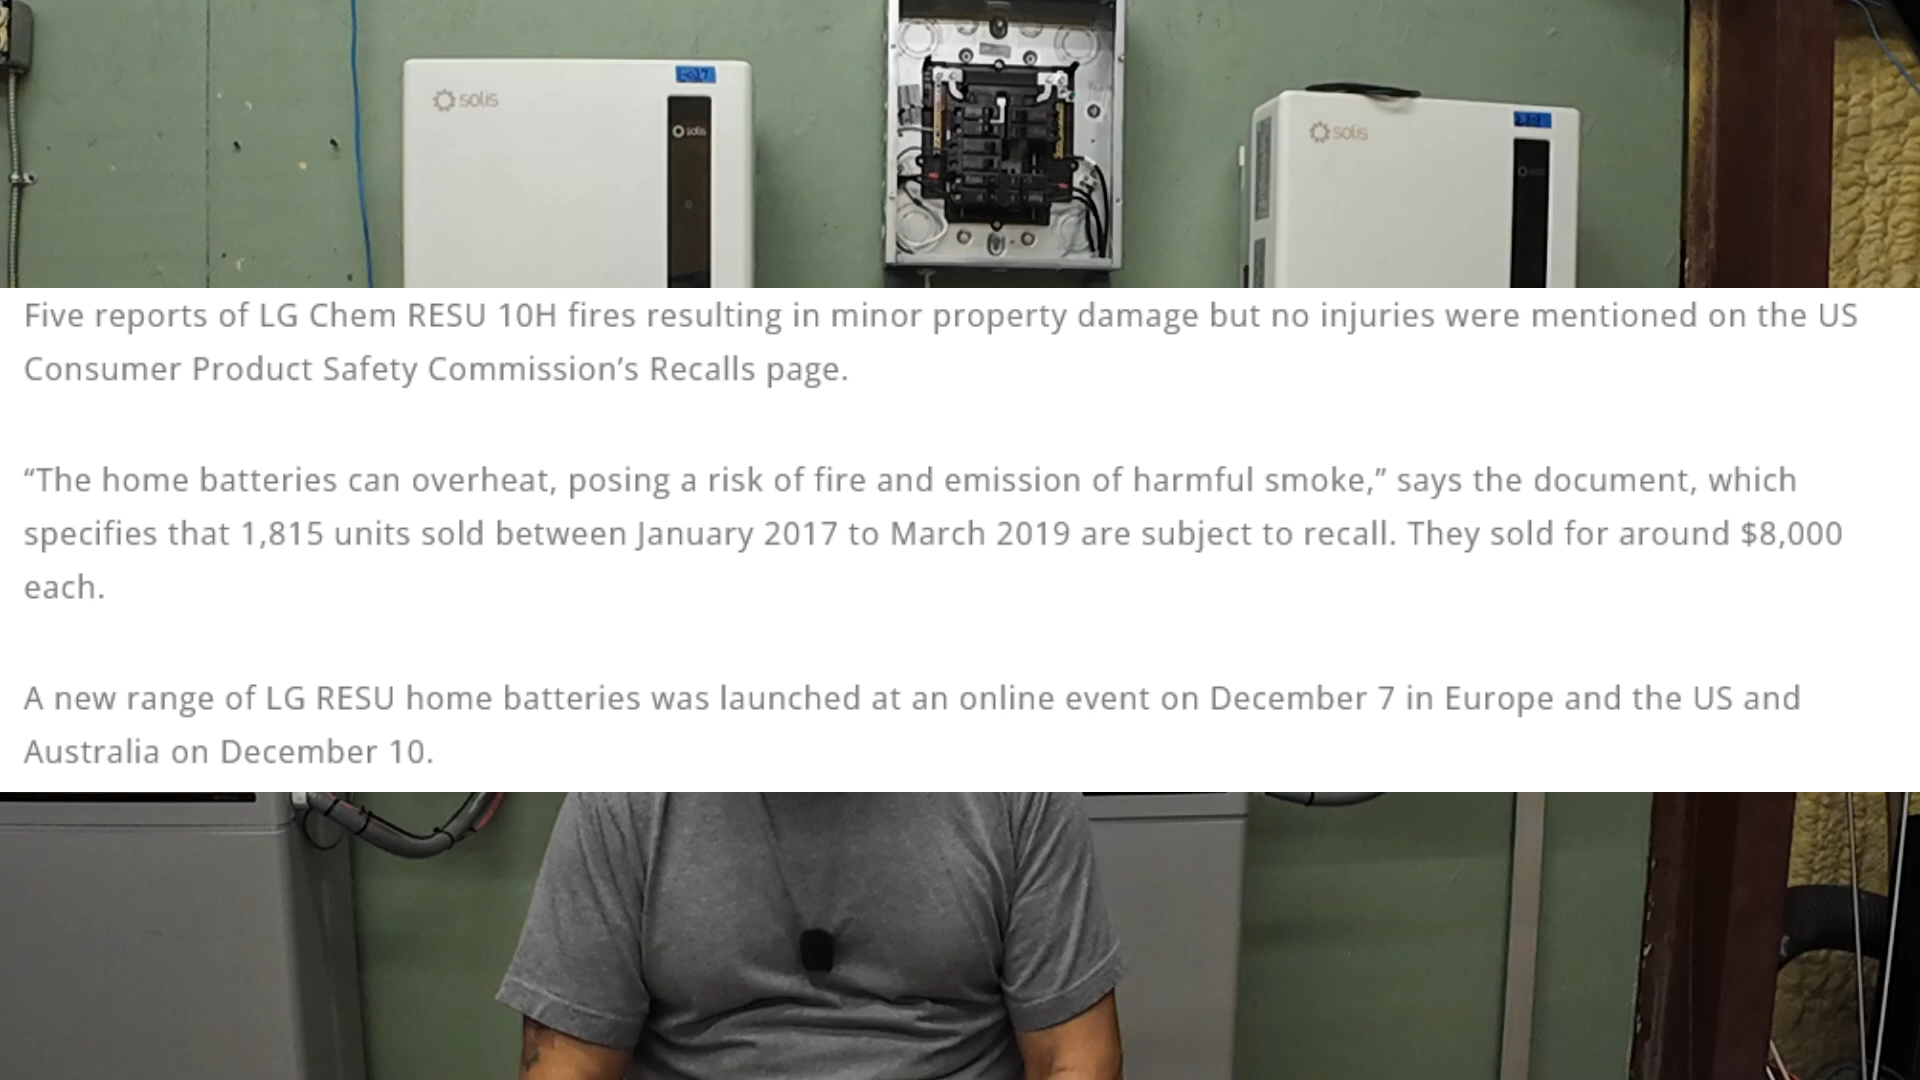 solis
solis
solis
Five reports of LG Chem RESU 10H fires resulting in minor property damage but no injuries were mentioned on the US
Consumer Product Safety Commission’s Recalls page.
“The home batteries can overheat, posing a risk of fire and emission of harmful smoke,” says the document, which
specifies that 1,815 units sold between January 2017 to March 2019 are subject to recall. They sold for around $8,000
each.
A new range of LG RESU home batteries was launched at an online event on December 7 in Europe and the US and
Australia on December 10.